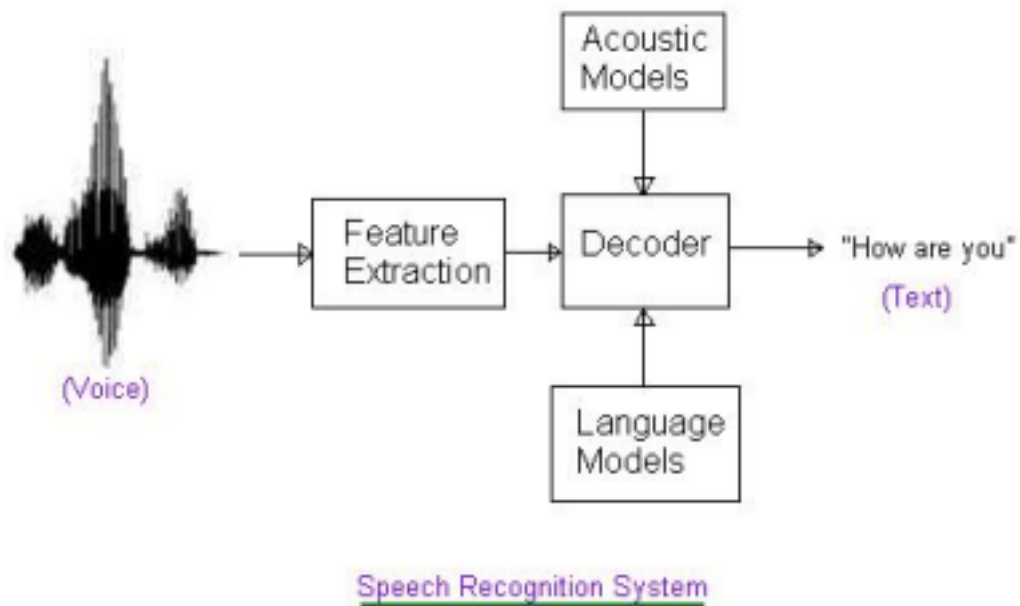 Acoustic
Models
Feature
Extraction
Decoder
"How are you"
(Text)
(Voice)
Language
Models
Speech Recognition System